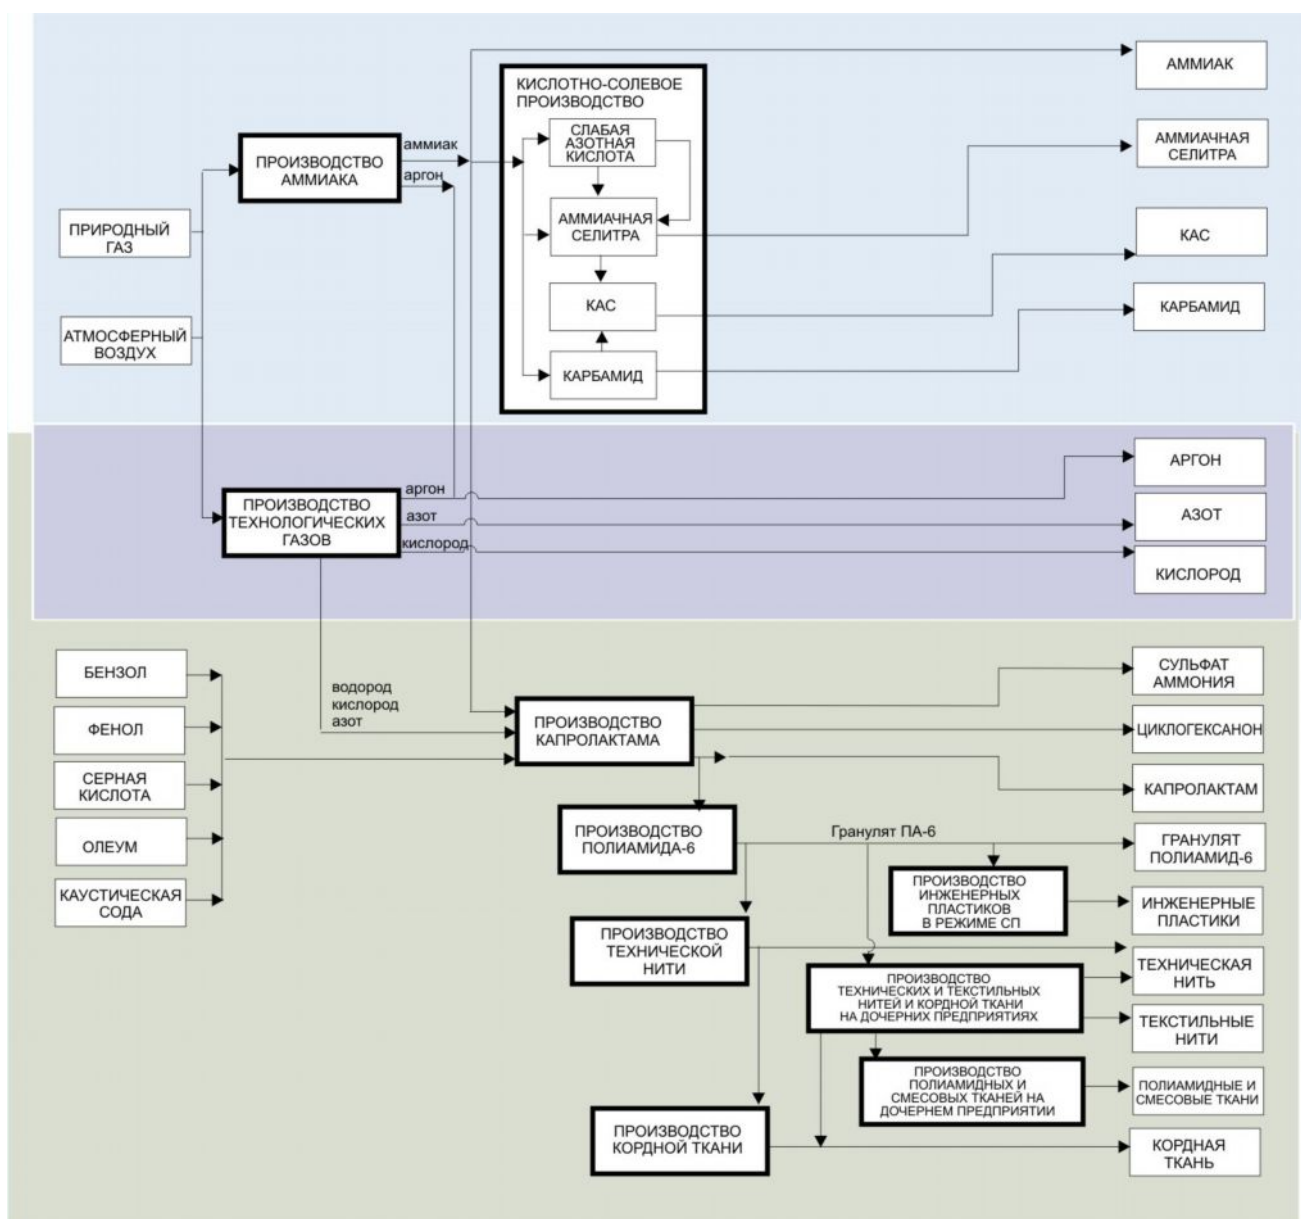 АММИАК
КИСЛОТНО-СОЛЕВОЕ
ПРОИЗВОДСТВО
СЛАБАЯ
АЗОТНАЯ
КИСЛОТА
АММИАЧНАЯ
СЕЛИТРА
аммиак
ПРОИЗВОДСТВО
АММИАКА
аргон
ПРИРОДНЫЙ
ГАЗ
АММИАЧНАЯ
СЕЛИТРА
КАС
КАС
КАРБАМИД
АТМОСФЕРНЫЙ
ВОЗДУХ
КАРБАМИД
АРГОН
аргон
ПРОИЗВОДСТВО
ТЕХНОЛОГИЧЕСКИХ
ГАЗОВ
азот
АЗОТ
кислород
КИСЛОРОД
БЕНЗОЛ
ФЕНОЛ
СЕРНАЯ
КИСЛОТА
ОЛЕУМ
КАУСТИЧЕСКАЯ
СОДА
водород
кислород
азот
ПРОИЗВОДСТВО
КАПРОЛАКТАМА
СУЛЬФАТ
АММОНИЯ
ЦИКЛОГЕКСАНОН
КАПРОЛАКТАМ
ПРОИЗВОДСТВО
ПОЛИАМИДА-6
Гранулят ПА-6
ГРАНУЛЯТ
ПОЛИАМИД-6
ПРОИЗВОДСТВО
ИНЖЕНЕРНЫХ
ПЛАСТИКОВ
В РЕЖИМЕ СП
ИНЖЕНЕРНЫЕ
ПЛАСТИКИ
ПРОИЗВОДСТВО
ТЕХНИЧЕСКОЙ
НИТИ
ТЕХНИЧЕСКАЯ
НИТЬ
ПРОИЗВОДСТВО
ТЕХНИЧЕСКИХ И ТЕКСТИЛЬНЫХ
НИТЕЙ И КОРДНОЙ ТКАНИ
НА ДОЧЕРНИХ ПРЕДПРИЯТИЯХ
ТЕКСТИЛЬНЫЕ
НИТИ
ПРОИЗВОДСТВО
ПОЛИАМИДНЫХ И
СМЕСОВЫХ ТКАНЕЙ НА
ДОЧЕРНЕМ ПРЕДПРИЯТИИ
ПОЛИАМИДНЫЕ И
СМЕСОВЫЕ ТКАНИ
ПРОИЗВОДСТВО
КОРДНОЙ ТКАНИ
КОРДНАЯ
ТКАНЬ